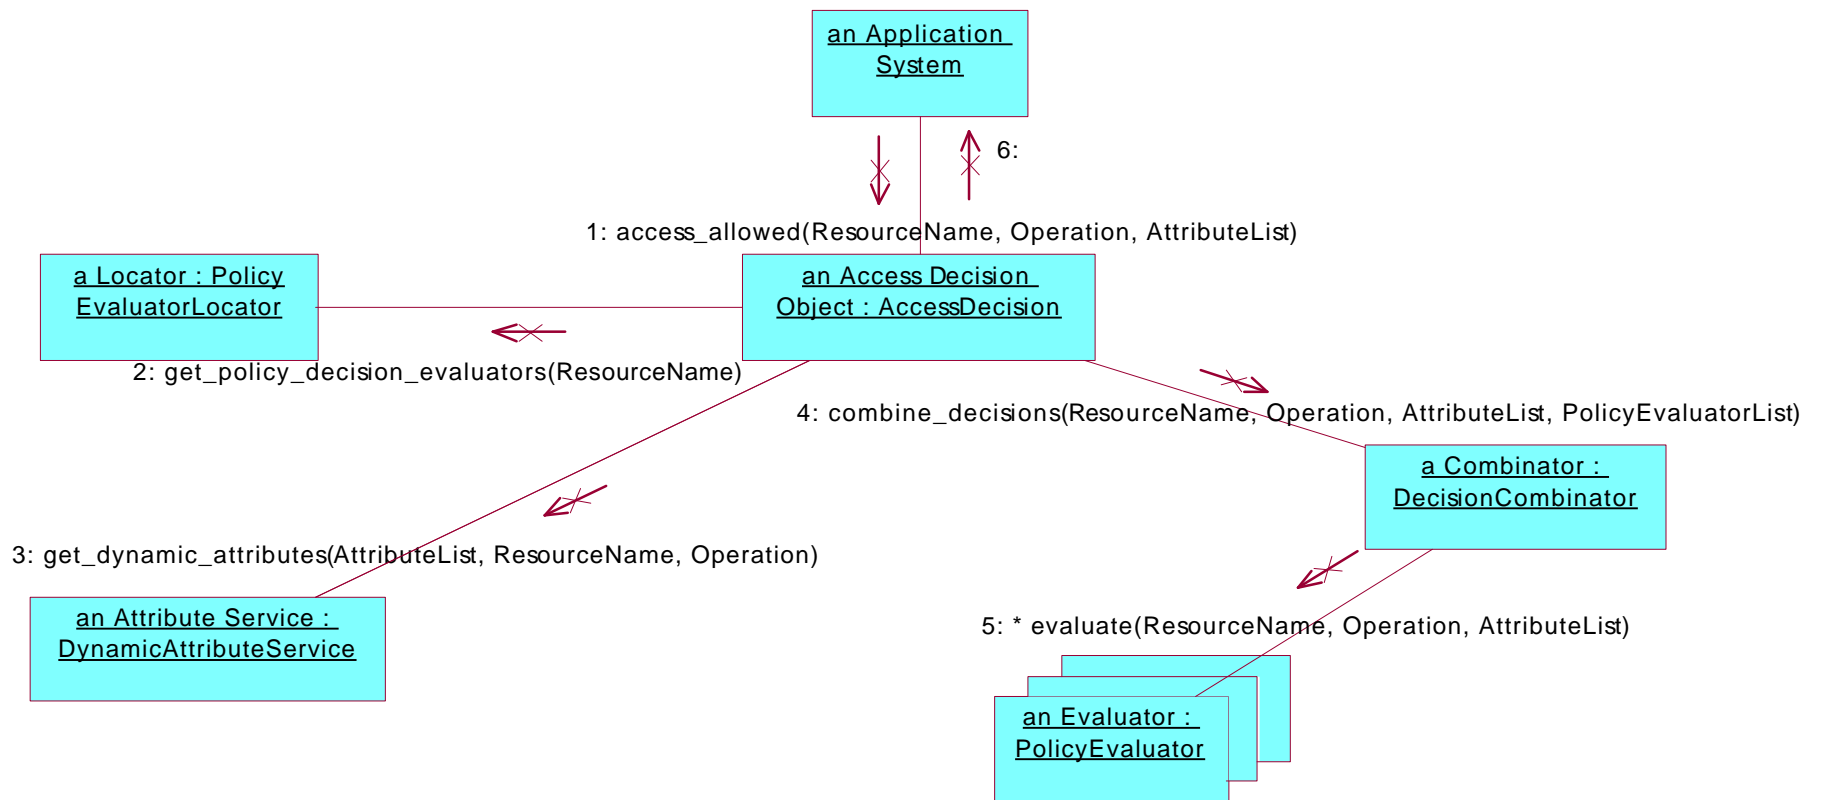 an Application
System
6:
1: access_allowed(ResourceName, Operation, AttributeList)
a Locator : Policy
EvaluatorLocator
an Access Decision
Object : AccessDecision
2: get_policy_decision_evaluators(ResourceName)
4: combine_decisions(ResourceName, Operation, AttributeList, PolicyEvaluatorList)
a Combinator :
DecisionCombinator
3: get_dynamic_attributes(AttributeList, ResourceName, Operation)
an Attribute Service :
DynamicAttributeService
5: * evaluate(ResourceName, Operation, AttributeList)
an Evaluator :
PolicyEvaluator